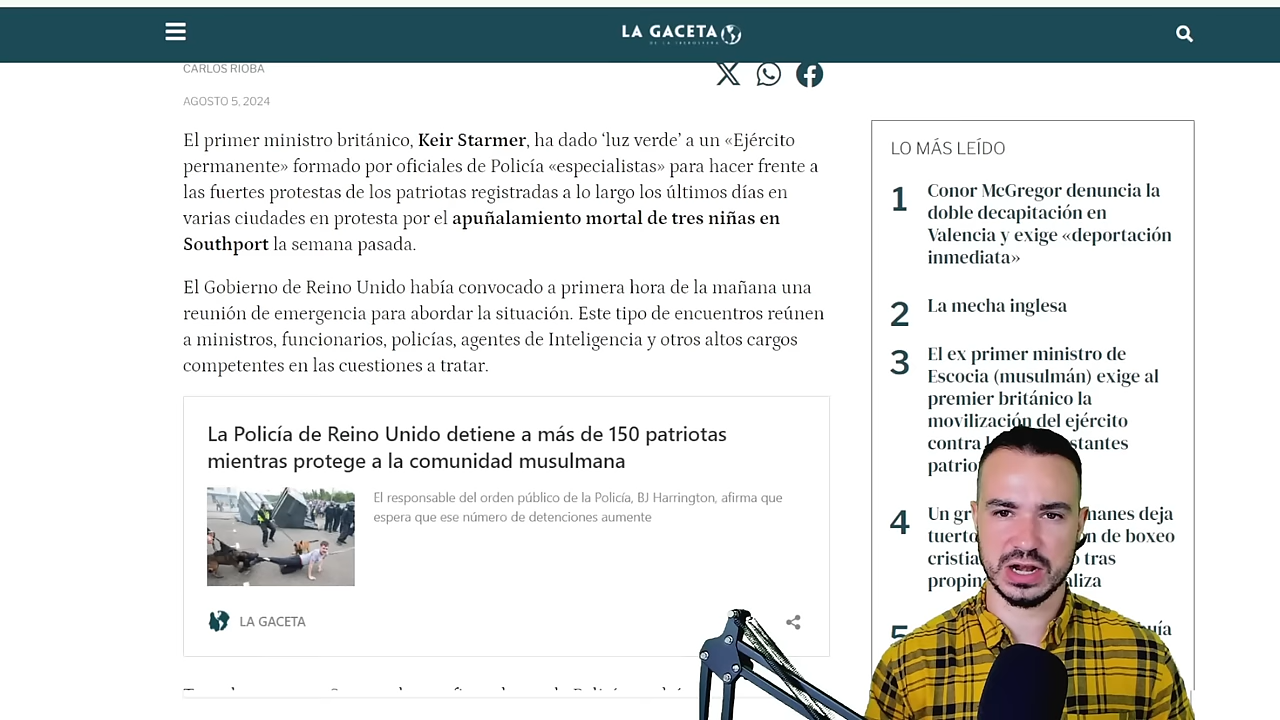 LA GACETA
DE LA IBEROSFERA
CARLOS RIOBA
AGOSTO 5, 2024
El primer ministro británico, Keir Starmer, ha dado ‘luz verde’ a un «Ejército
permanente» formado por oficiales de Policía «especialistas» para hacer frente a
las fuertes protestas de los patriotas registradas a lo largo los últimos días en
varias ciudades en protesta por el apuñalamiento mortal de tres niñas en
Southport la semana pasada.
El Gobierno de Reino Unido había convocado a primera hora de la mañana una
reunión de emergencia para abordar la situación. Este tipo de encuentros reúnen
a ministros, funcionarios, policías, agentes de Inteligencia y otros altos cargos
competentes en las cuestiones a tratar.
La Policía de Reino Unido detiene a más de 150 patriotas
mientras protege a la comunidad musulmana
El responsable del orden público de la Policía, BJ Harrington, afirma que
espera que ese número de detenciones aumente
LA GACETA
LO MÁS LEÍDO
1 Conor McGregor denuncia la
doble decapitación en
Valencia y exige «deportación
inmediata»
2 La mecha inglesa
3 El ex primer ministro de
Escocia (musulmán) exige al
premier británico la
movilización del ejército
contra
4 Un
de boxeo
tras
5